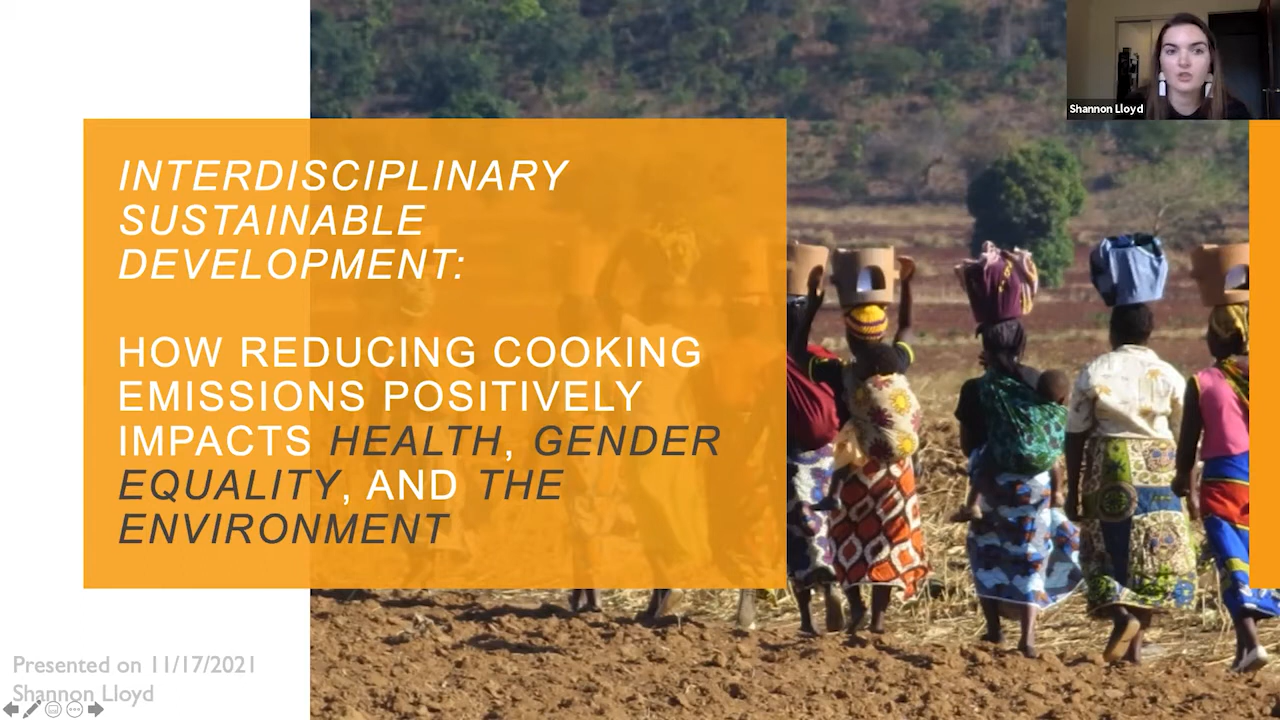 Shannon Lloyd
INTERDISCIPLINARY
SUSTAINABLE
DEVELOPMENT:
HOW REDUCING COOKING
EMISSIONS POSITIVELY
IMPACTS HEALTH, GENDER
EQUALITY, AND THE
ENVIRONMENT
Presented on 11/17/2021
Shannon Lloyd